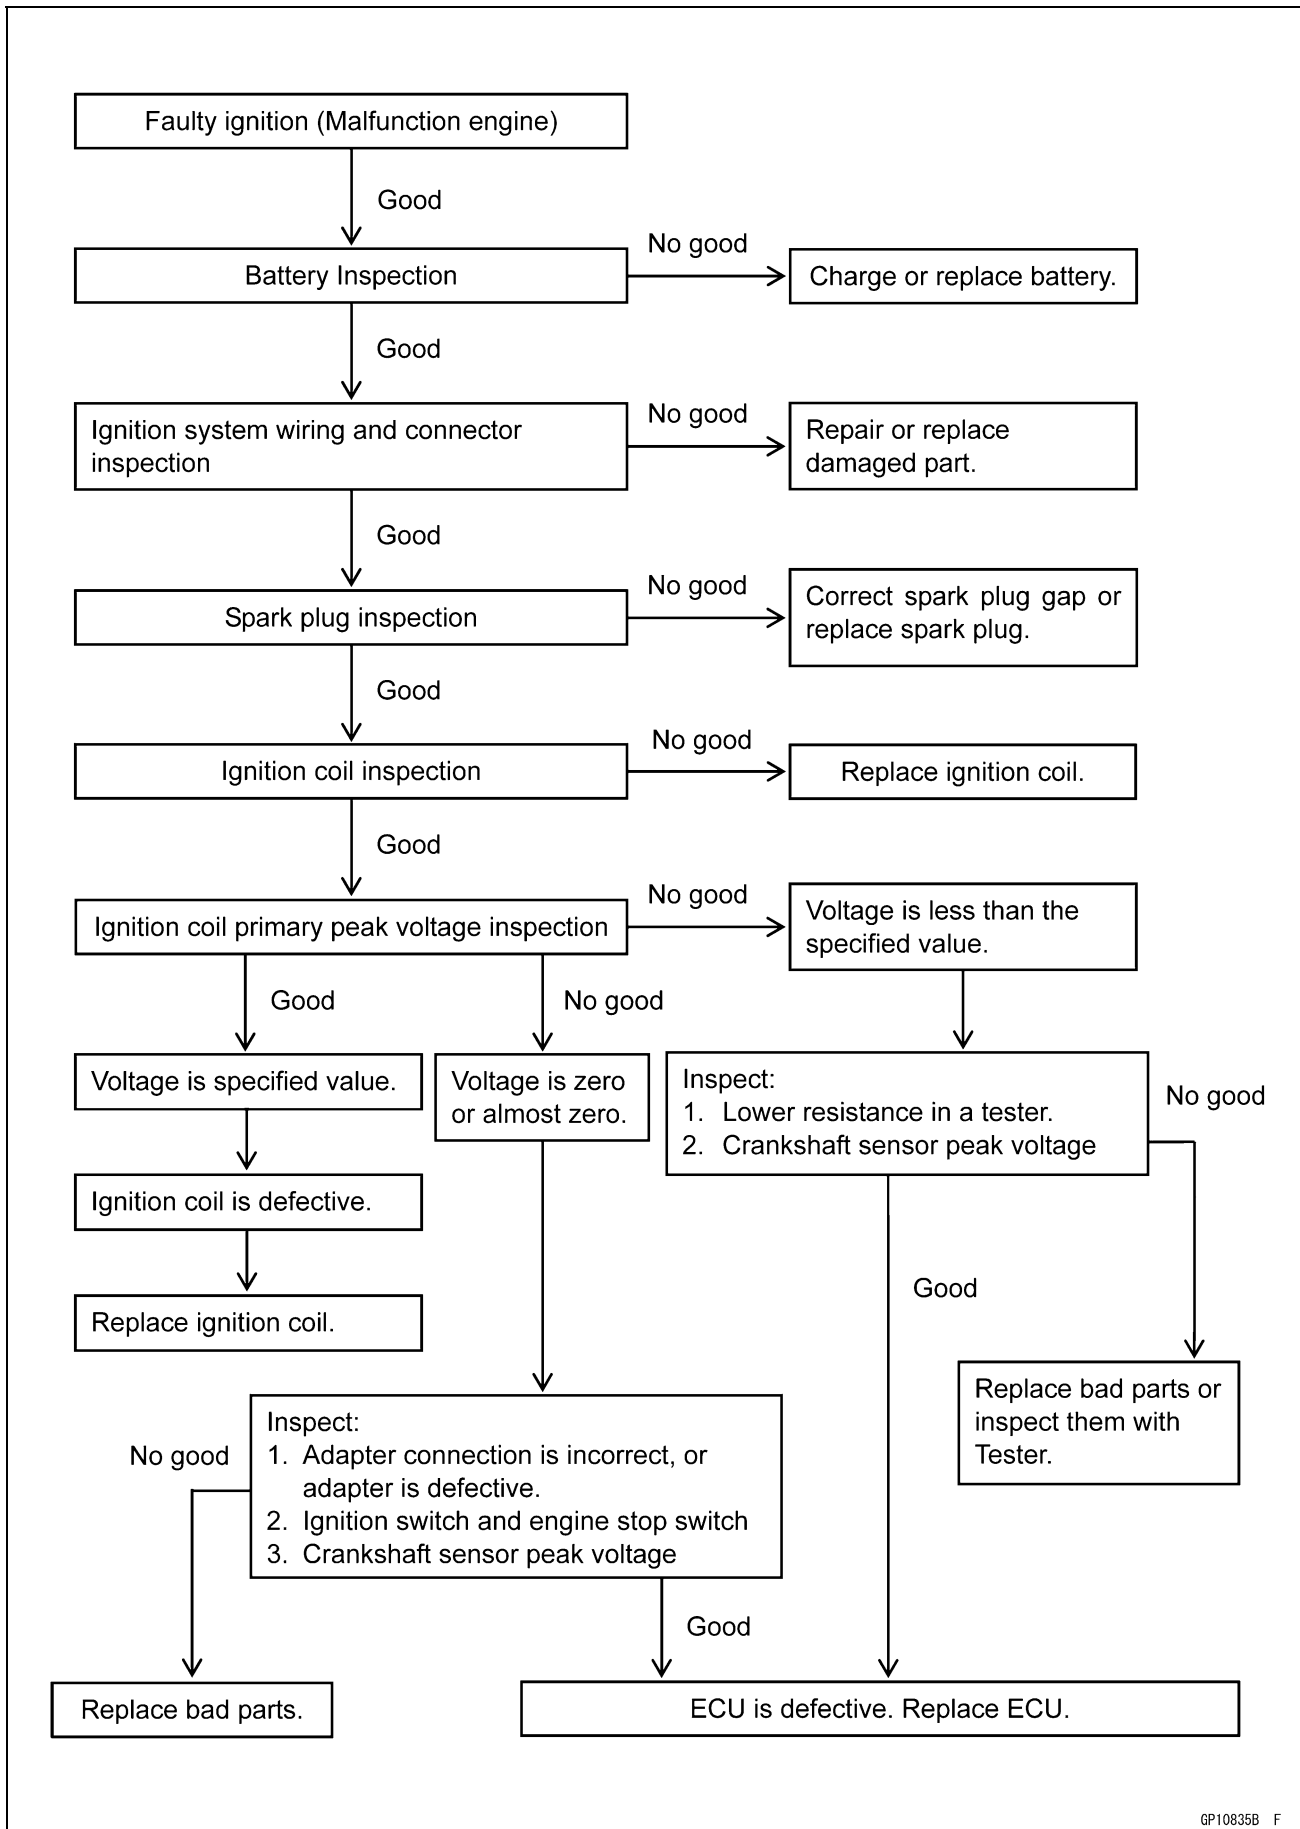 Faulty ignition (Malfunction engine)
Good
Battery Inspection
No good
Charge or replace battery.
Good
Ignition system wiring and connector
inspection
No good
Repair or replace
damaged part.
Good
Spark plug inspection
No good
Correct spark plug gap or
replace spark plug.
Good
Ignition coil inspection
No good
Replace ignition coil.
Good
Ignition coil primary peak voltage inspection
No good
Voltage is less than the
specified value.
Good
No good
Voltage is specified value.
Voltage is zero
or almost zero.
Inspect:
1. Lower resistance in a tester.
2. Crankshaft sensor peak voltage
No good
Ignition coil is defective.
Replace ignition coil.
Good
Replace bad parts or
inspect them with
Tester.
No good
Inspect:
1. Adapter connection is incorrect, or
adapter is defective.
2. Ignition switch and engine stop switch
3. Crankshaft sensor peak voltage
Good
Replace bad parts.
ECU is defective. Replace ECU.
GP10835B F